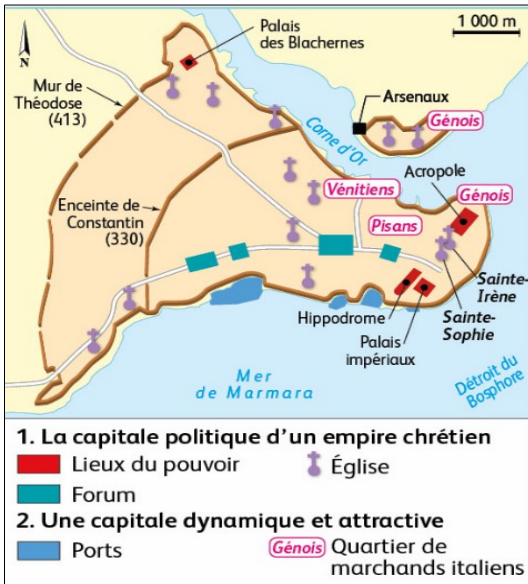 1 000 m
N
Palais
des Blachernes
Mur de
Théodose
(413)
Arsenaux
Génois
Corne d'Or
Acropole
Génois
Vénitiens
Enceinte de
Constantin
(330)
Pisans
Sainte-
Irène
Sainte-
Sophie
Hippodrome
Palais
impériaux
Mer
de Marmara
Détroit du
Bosphore
1. La capitale politique d'un empire chrétien
Lieux du pouvoir
Église
Forum
2. Une capitale dynamique et attractive
Ports
Génois
Quartier de
marchands italiens